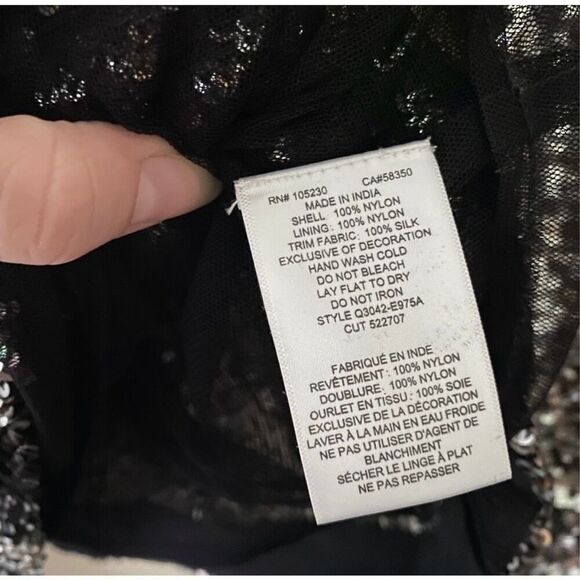 RN# 105230 CA#58350
MADE IN INDIA
SHELL 100% NYLON
LINING: 100% NYLON
TRIM FABRIC: 100% SILK
EXCLUSIVE OF DECORATION
HAND WASH COLD
DO NOT BLEACH
LAY FLAT TO DRY
DO NOT IRON
STYLE Q3042-E975A
CUT 522707
FABRIQUÉ EN INDE
REVÊTEMENT: 100% NYLON
DOUBLURE: 100% NYLON
OURLET EN TISSU: 100% SOIE
EXCLUSIVE DE LA DÉCORATION
LAVER À LA MAIN EN EAU FROIDE
NE PAS UTILISER D'AGENT DE
BLANCHIMENT
SÉCHER LE LINGE À PLAT
NE PAS REPASSER